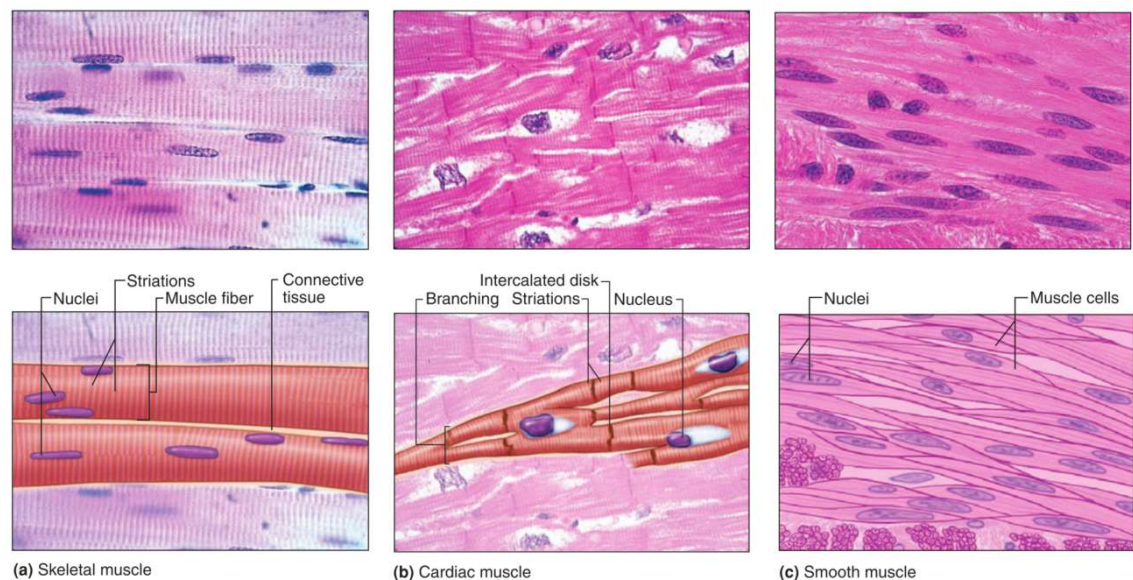 Nuclei
Striations
Muscle fiber
Connective
tissue
Branching
Intercalated disk
Striations
Nucleus
Nuclei
Muscle cells
(a) Skeletal muscle
(b) Cardiac muscle
(c) Smooth muscle